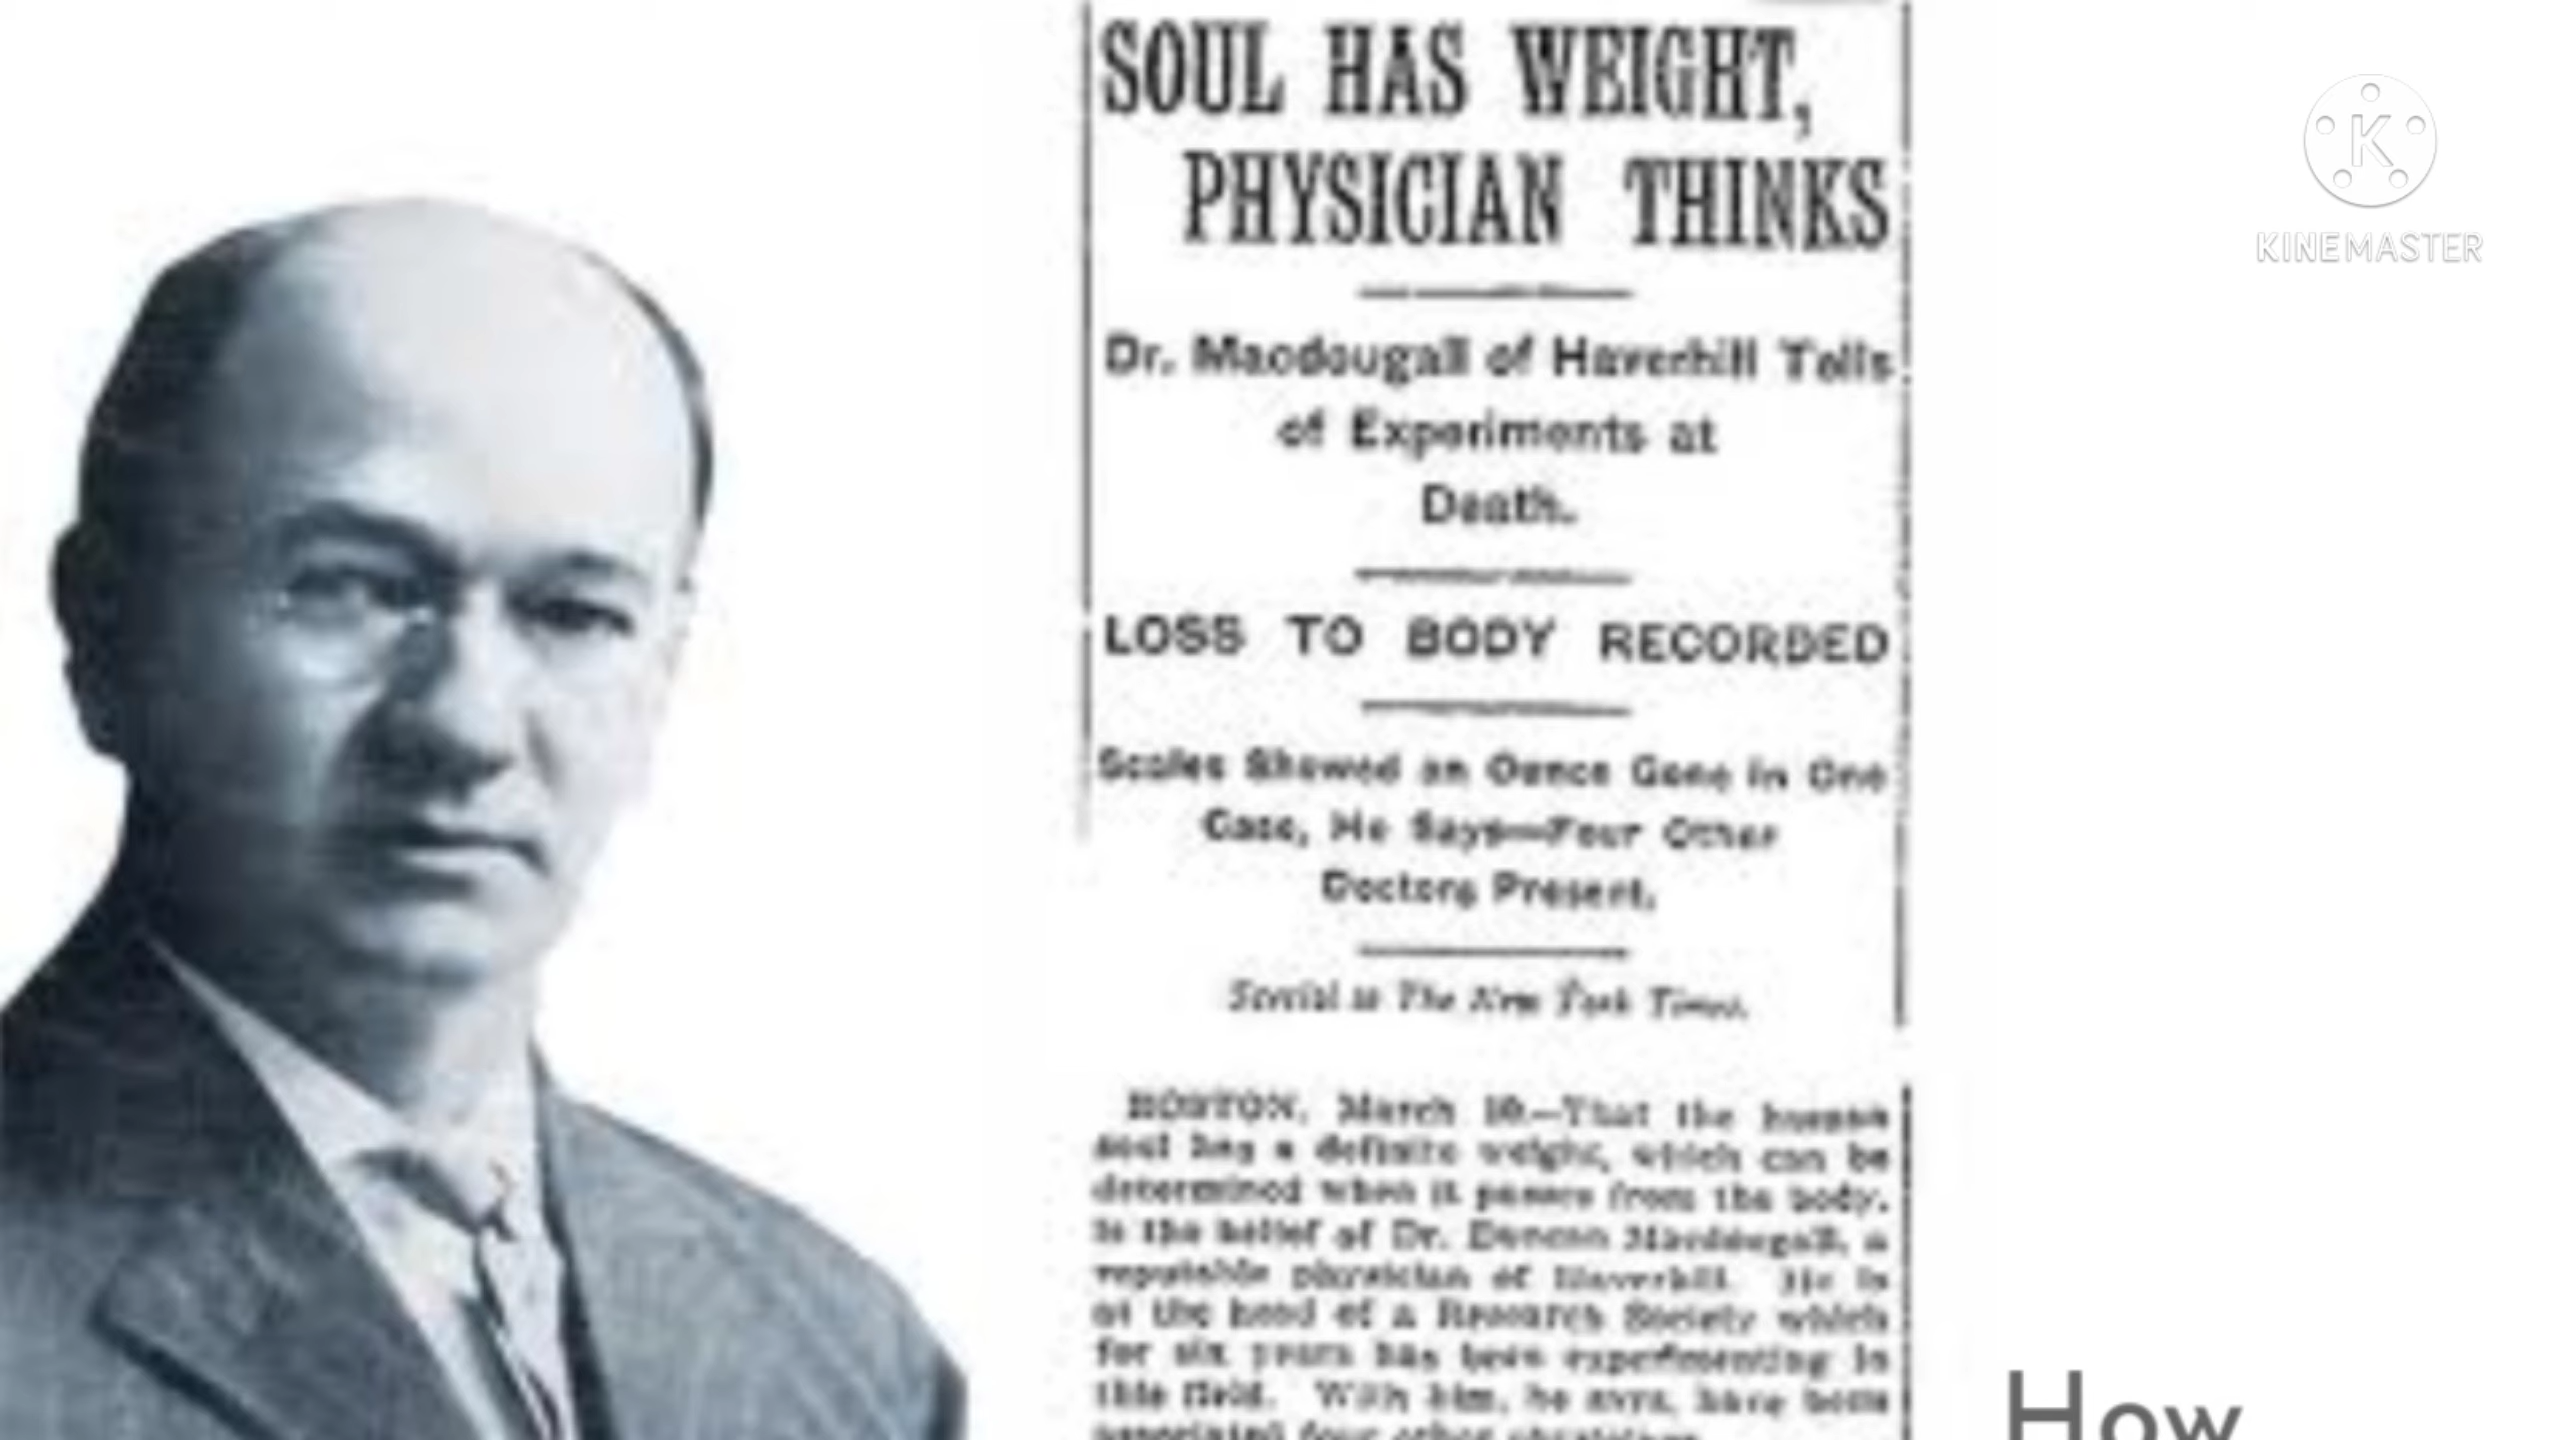 SOUL HAS WEIGHT,
PHYSICIAN THINKS
Dr. Macdougall of Haverhill Tells
of Experiments at
Death.
LOSS TO BODY RECORDED
Scales Showed an Ounce Gone in One
Case, He Says—Four Other
Doctors Present.
Special to The New York Times.
BOSTON, March 10.—That the human
soul has a definite weight, which can be
determined when it passes from the body,
is the belief of Dr. Duncan Macdougall, a
reputable physician of Haverhill. He is
at the head of a Research Society which
for six years has been experimenting in
this field. With him, he says, have been
associated four other physicians.
K
KINEMASTER
How